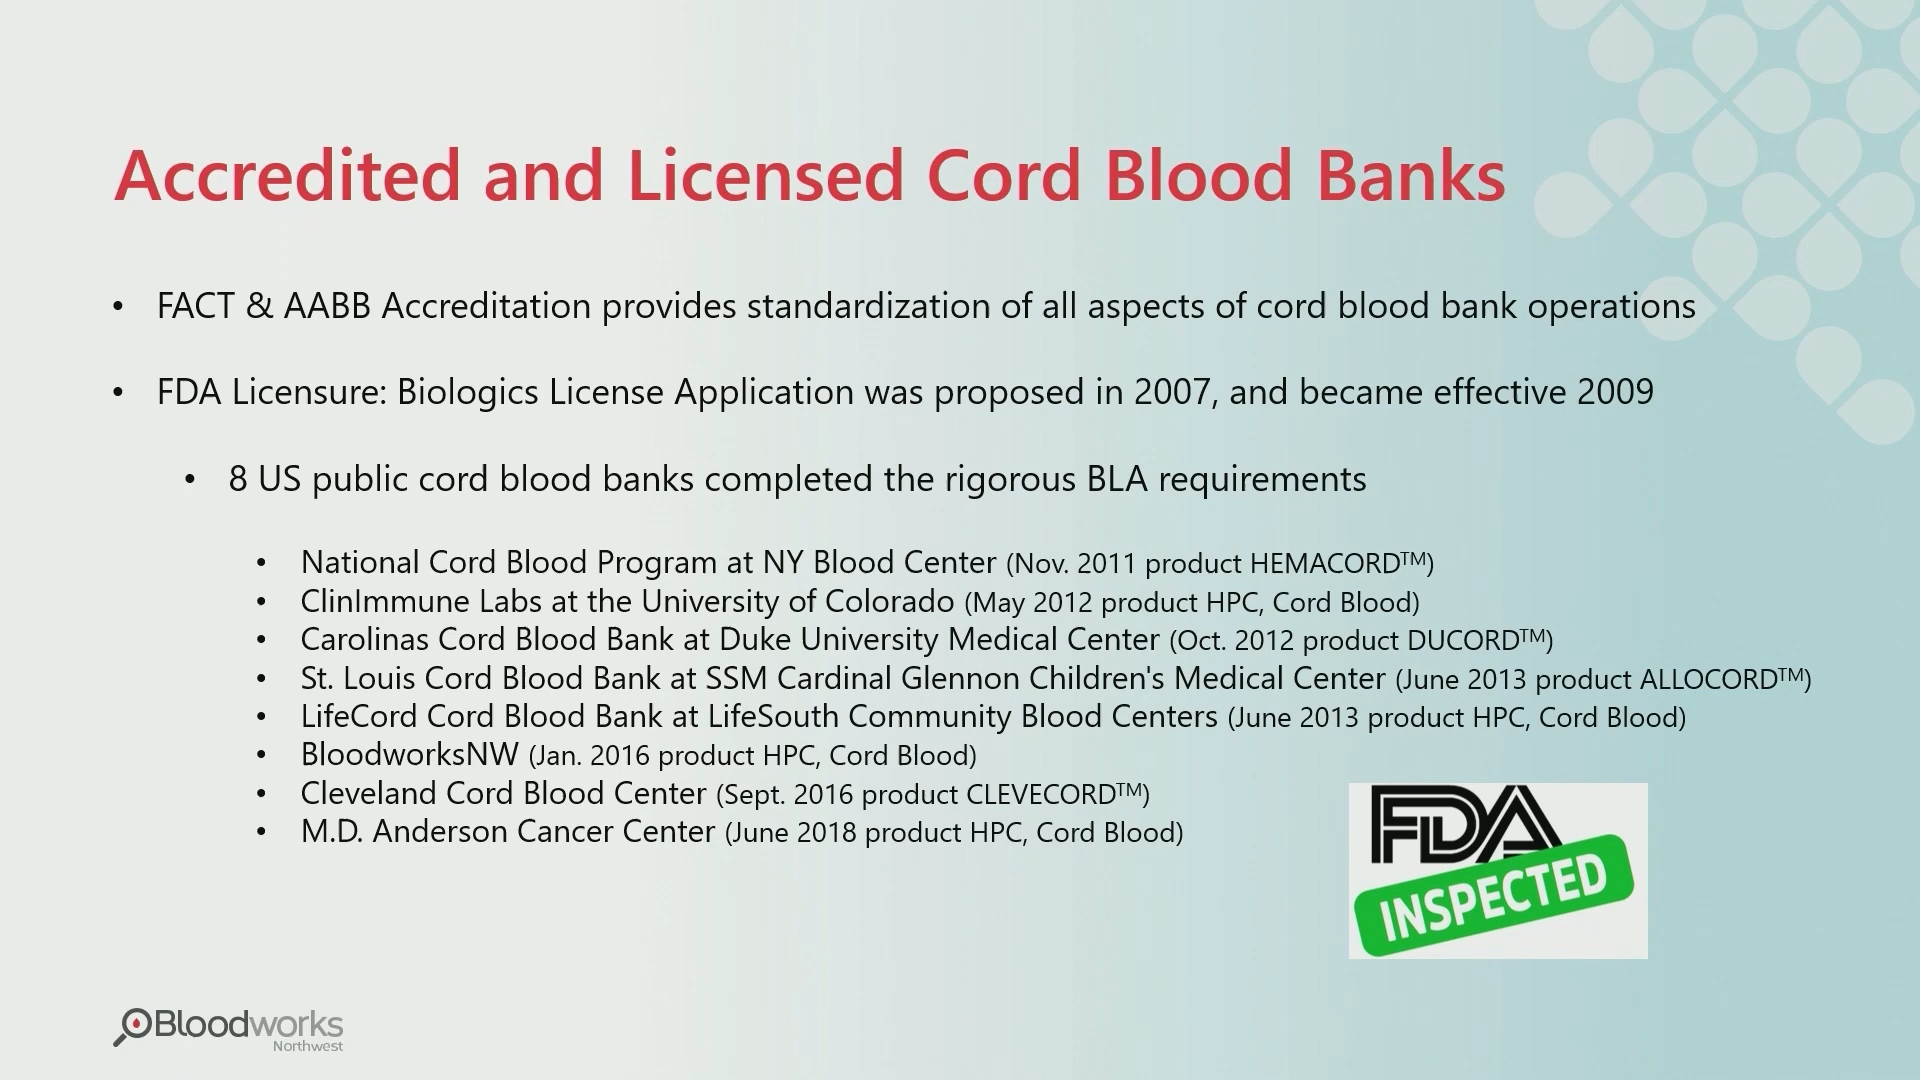 Accredited and Licensed Cord Blood Banks
• FACT & AABB Accreditation provides standardization of all aspects of cord blood bank operations
• FDA Licensure: Biologics License Application was proposed in 2007, and became effective 2009
• 8 US public cord blood banks completed the rigorous BLA requirements
• National Cord Blood Program at NY Blood Center (Nov. 2011 product HEMACORD™)
• ClinImmune Labs at the University of Colorado (May 2012 product HPC, Cord Blood)
• Carolinas Cord Blood Bank at Duke University Medical Center (Oct. 2012 product DUCORD™)
• St. Louis Cord Blood Bank at SSM Cardinal Glennon Children's Medical Center (June 2013 product ALLOCORD™)
• LifeCord Cord Blood Bank at LifeSouth Community Blood Centers (June 2013 product HPC, Cord Blood)
• BloodworksNW (Jan. 2016 product HPC, Cord Blood)
• Cleveland Cord Blood Center (Sept. 2016 product CLEVECORD™)
• M.D. Anderson Cancer Center (June 2018 product HPC, Cord Blood)
FDA
INSPECTED
Bloodworks
Northwest